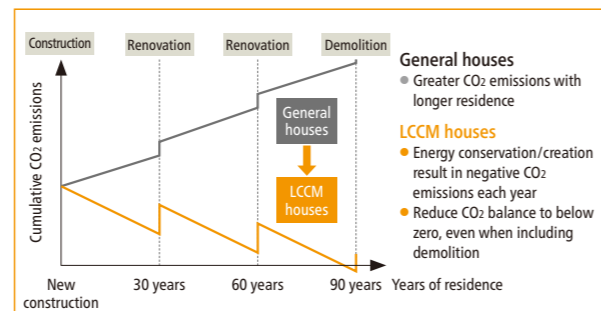 Construction
Renovation
Renovation
Demolition
Cumulative CO2 emissions
General
houses
LCCM
houses
New
construction
30 years
60 years
90 years
Years of residence
General houses
● Greater CO2 emissions with
longer residence
LCCM houses
● Energy conservation/creation
result in negative CO2
emissions each year
● Reduce CO2 balance to below
zero, even when including
demolition